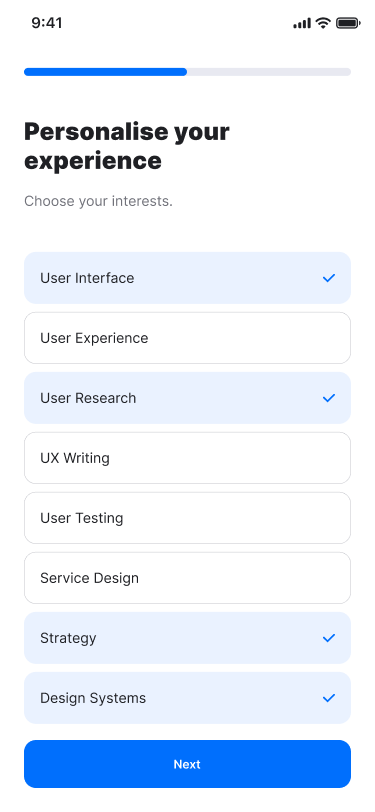 9:41
Personalise your
experience
Choose your interests.
User Interface
User Experience
User Research
UX Writing
User Testing
Service Design
Strategy
Design Systems
Next